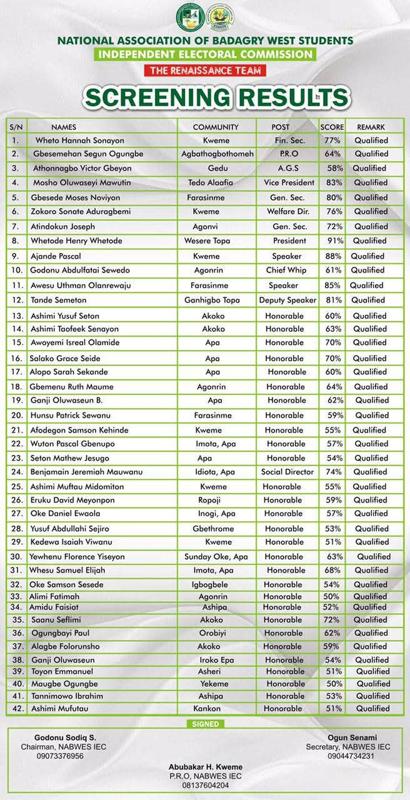 NATIONAL ASSOCIATION OF BADAGRY WEST STUDENTS
INDEPENDENT ELECTORAL COMMISSION
THE RENAISSANCE TEAM
SCREENING RESULTS
S/N NAMES COMMUNITY POST SCORE REMARK
1. Wheto Hannah Sonayon Kweme Fin. Sec. 77% Qualified
2. Gbesemehan Segun Ogungbe Agbathogbothomeh P.R.O 64% Qualified
3. Athonnagbo Victor Gbeyon Gedu A.G.S 58% Qualified
4. Mosho Oluwaseyi Mawutin Tedo Alaafia Vice President 83% Qualified
5. Gbesede Moses Noviyon Farasinme Gen. Sec. 80% Qualified
6. Zokoro Sonate Aduragbemi Kweme Welfare Dir. 76% Qualified
7. Atindokun Joseph Agonvi Gen. Sec. 72% Qualified
8. Whetode Henry Whetode Wesere Topa President 91% Qualified
9. Ajande Pascal Kweme Speaker 88% Qualified
10. Godonu Abdulfatai Sewedo Agonrin Chief Whip 61% Qualified
11. Awesu Uthman Olanrewaju Farasinme Speaker 85% Qualified
12. Tande Semeton Ganhigbo Topa Deputy Speaker 81% Qualified
13. Ashimi Yusuf Seton Akoko Honorable 60% Qualified
14. Ashimi Taofeek Senayon Akoko Honorable 63% Qualified
15. Awoyemi Isreal Olamide Apa Honorable 70% Qualified
16. Salako Grace Seide Apa Honorable 70% Qualified
17. Alopo Sarah Sekande Apa Honorable 60% Qualified
18. Gbemenu Ruth Maume Agonrin Honorable 64% Qualified
19. Ganji Oluwaseun B. Apa Honorable 62% Qualified
20. Hunsu Patrick Sewanu Farasinme Honorable 59% Qualified
21. Afodegon Samson Kehinde Kweme Honorable 55% Qualified
22. Wuton Pascal Gbenupo Imota, Apa Honorable 57% Qualified
23. Seton Mathew Jesugo Apa Honorable 54% Qualified
24. Benjamain Jeremiah Mauwanu Idiota, Apa Social Director 74% Qualified
25. Ashimi Muftau Midomiton Kweme Honorable 55% Qualified
26. Eruku David Meyonpon Ropoji Honorable 59% Qualified
27. Oke Daniel Ewaola Inogi, Apa Honorable 57% Qualified
28. Yusuf Abdullahi Sejiro Gbethrome Honorable 53% Qualified
29. Kedewa Isaiah Viwanu Kweme Honorable 51% Qualified
30. Yewhenu Florence Yiseyon Sunday Oke, Apa Honorable 63% Qualified
31. Whesu Samuel Elijah Imota, Apa Honorable 68% Qualified
32. Oke Samson Sesede Igbogbele Honorable 54% Qualified
33. Alimi Fatimah Agonrin Honorable 50% Qualified
34. Amidu Faisiat Ashipa Honorable 52% Qualified
35. Saanu Seflimi Akoko Honorable 72% Qualified
36. Ogungbayi Paul Orobiyi Honorable 62% Qualified
37. Alagbe Folorunsho Akoko Honorable 59% Qualified
38. Ganji Oluwaseun Iroko Epa Honorable 54% Qualified
39. Toyon Emmanuel Asheri Honorable 51% Qualified
40. Maugbe Ogungbe Yekeme Honorable 50% Qualified
41. Tannimowo Ibrahim Ashipa Honorable 53% Qualified
42. Ashimi Mufutau Kankon Honorable 51% Qualified
SIGNED
Godonu Sodiq S.
Chairman, NABWES IEC
09073376956
Ogun Senami
Secretary, NABWES IEC
09044734231
Abubakar H. Kweme
P.R.O, NABWES IEC
08137604204